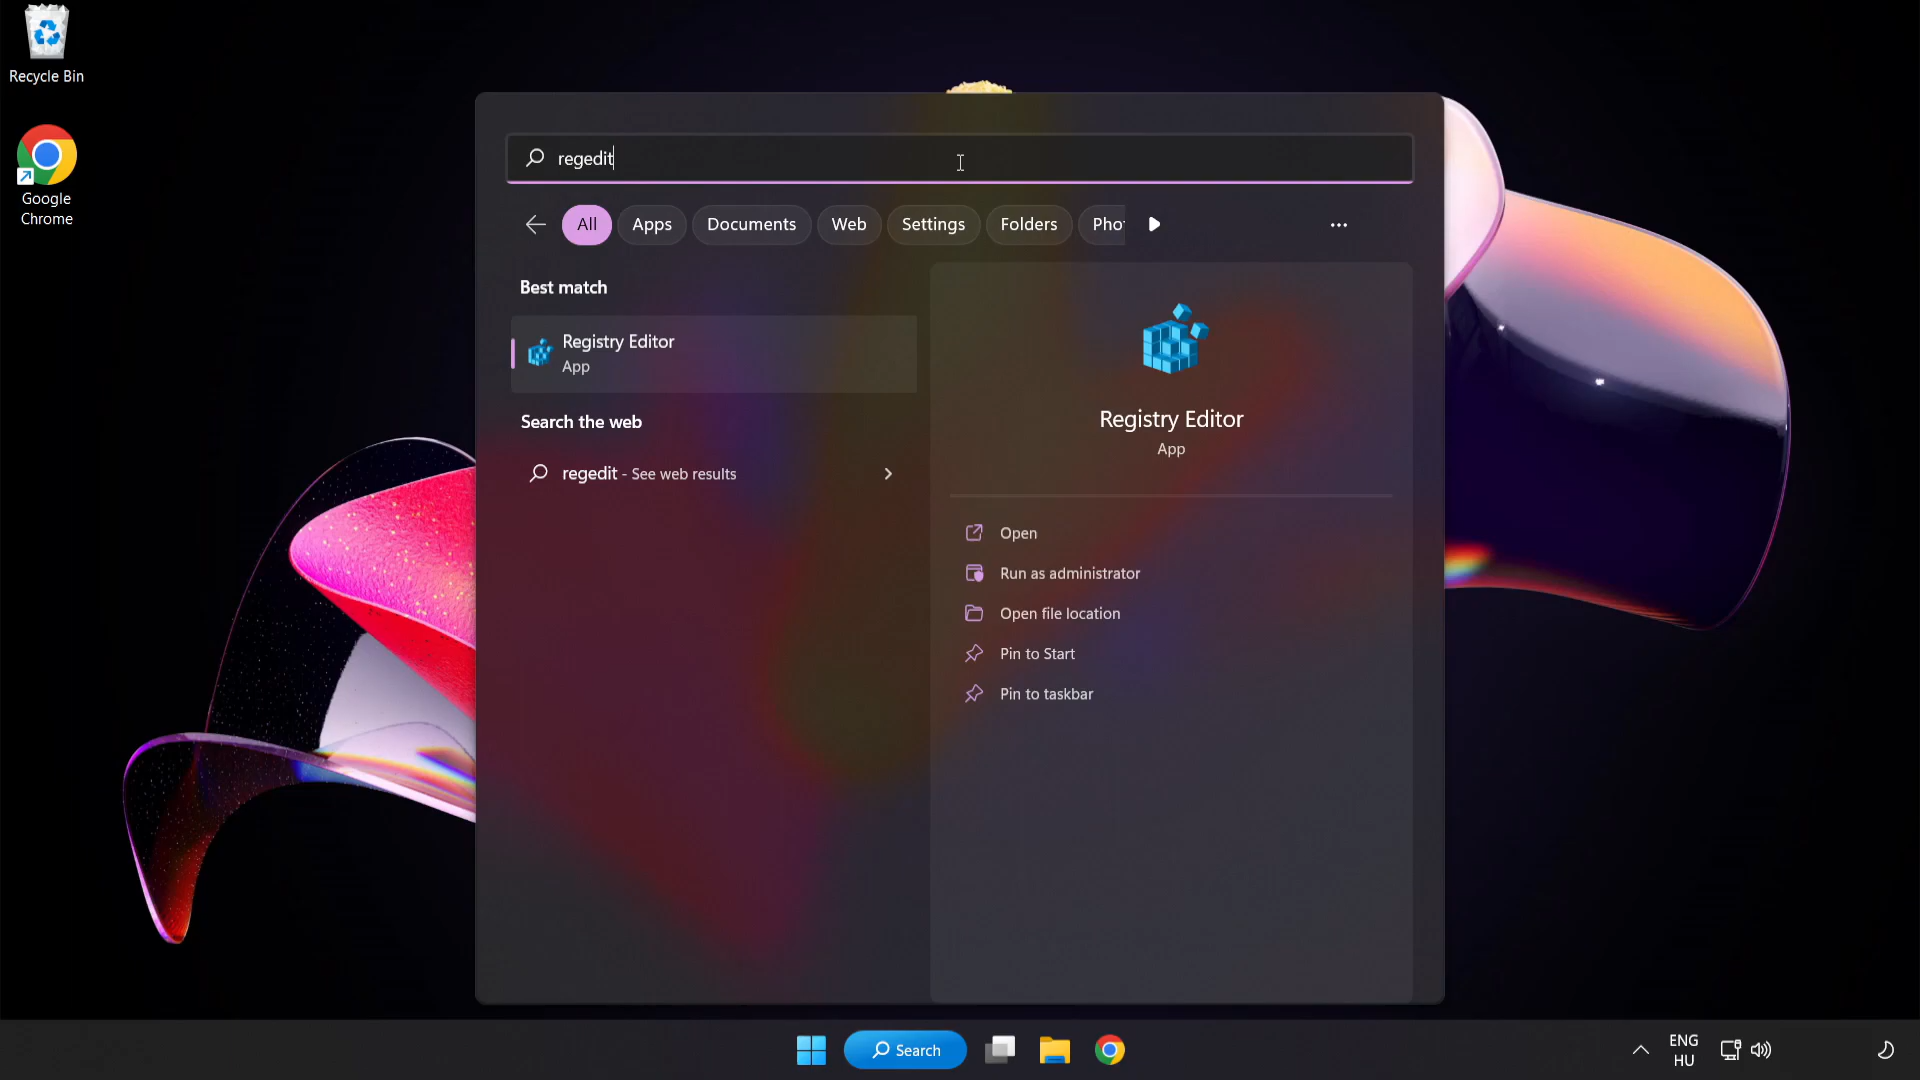 Recycle Bin
Google
Chrome
regedit
All
Apps
Documents
Web
Settings
Folders
Pho
Best match
Registry Editor
App
Search the web
regedit - See web results
Registry Editor
App
Open
Run as administrator
Open file location
Pin to Start
Pin to taskbar
Search
ENG
HU